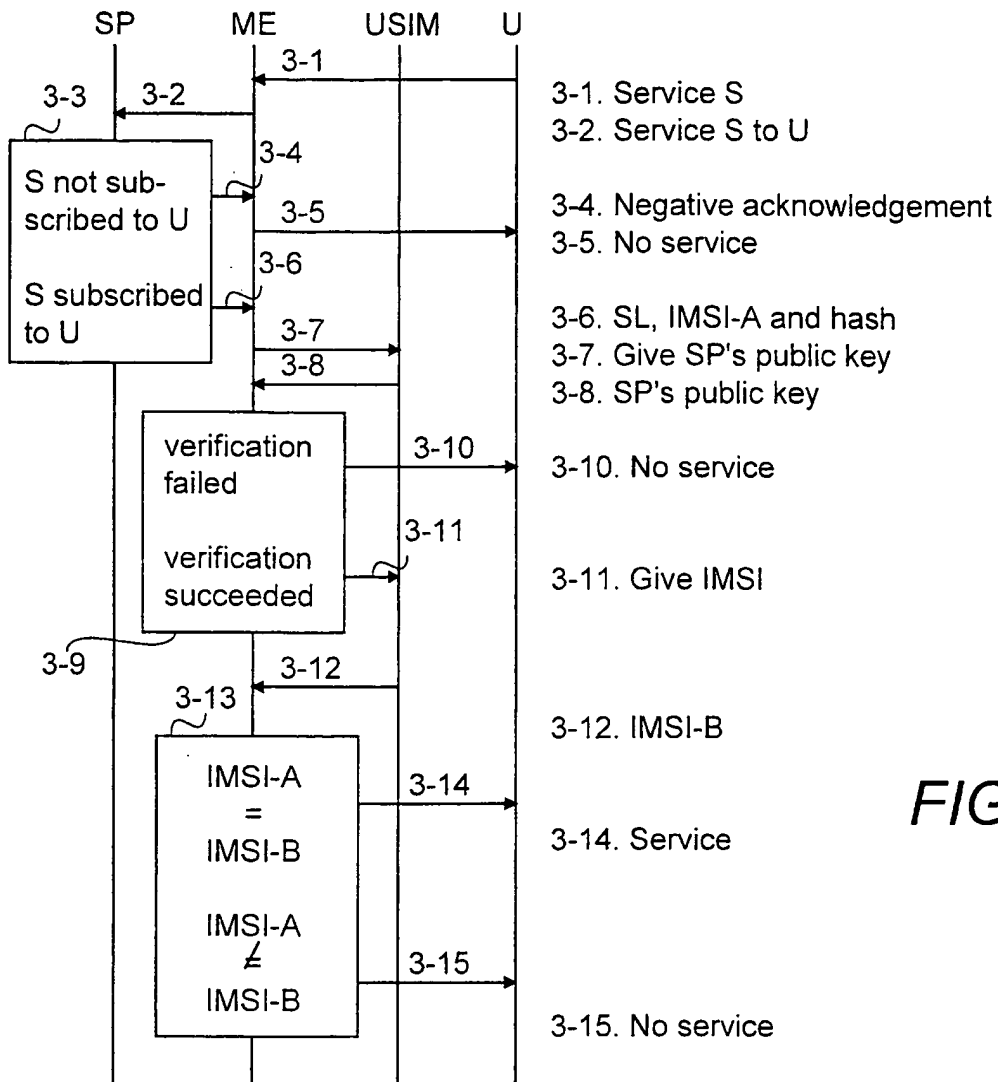 SP ME USIM U
3-1
3-2
3-3
S not sub-
scribed to U
S subscribed
to U
3-4
3-5
3-6
3-7
3-8
verification
failed
verification
succeeded
3-9
3-10
3-11
3-12
3-13
IMSI-A
=
IMSI-B
IMSI-A
≠
IMSI-B
3-14
3-15
3-1. Service S
3-2. Service S to U
3-4. Negative acknowledgement
3-5. No service
3-6. SL, IMSI-A and hash
3-7. Give SP's public key
3-8. SP's public key
3-10. No service
3-11. Give IMSI
3-12. IMSI-B
3-14. Service
3-15. No service
FIG